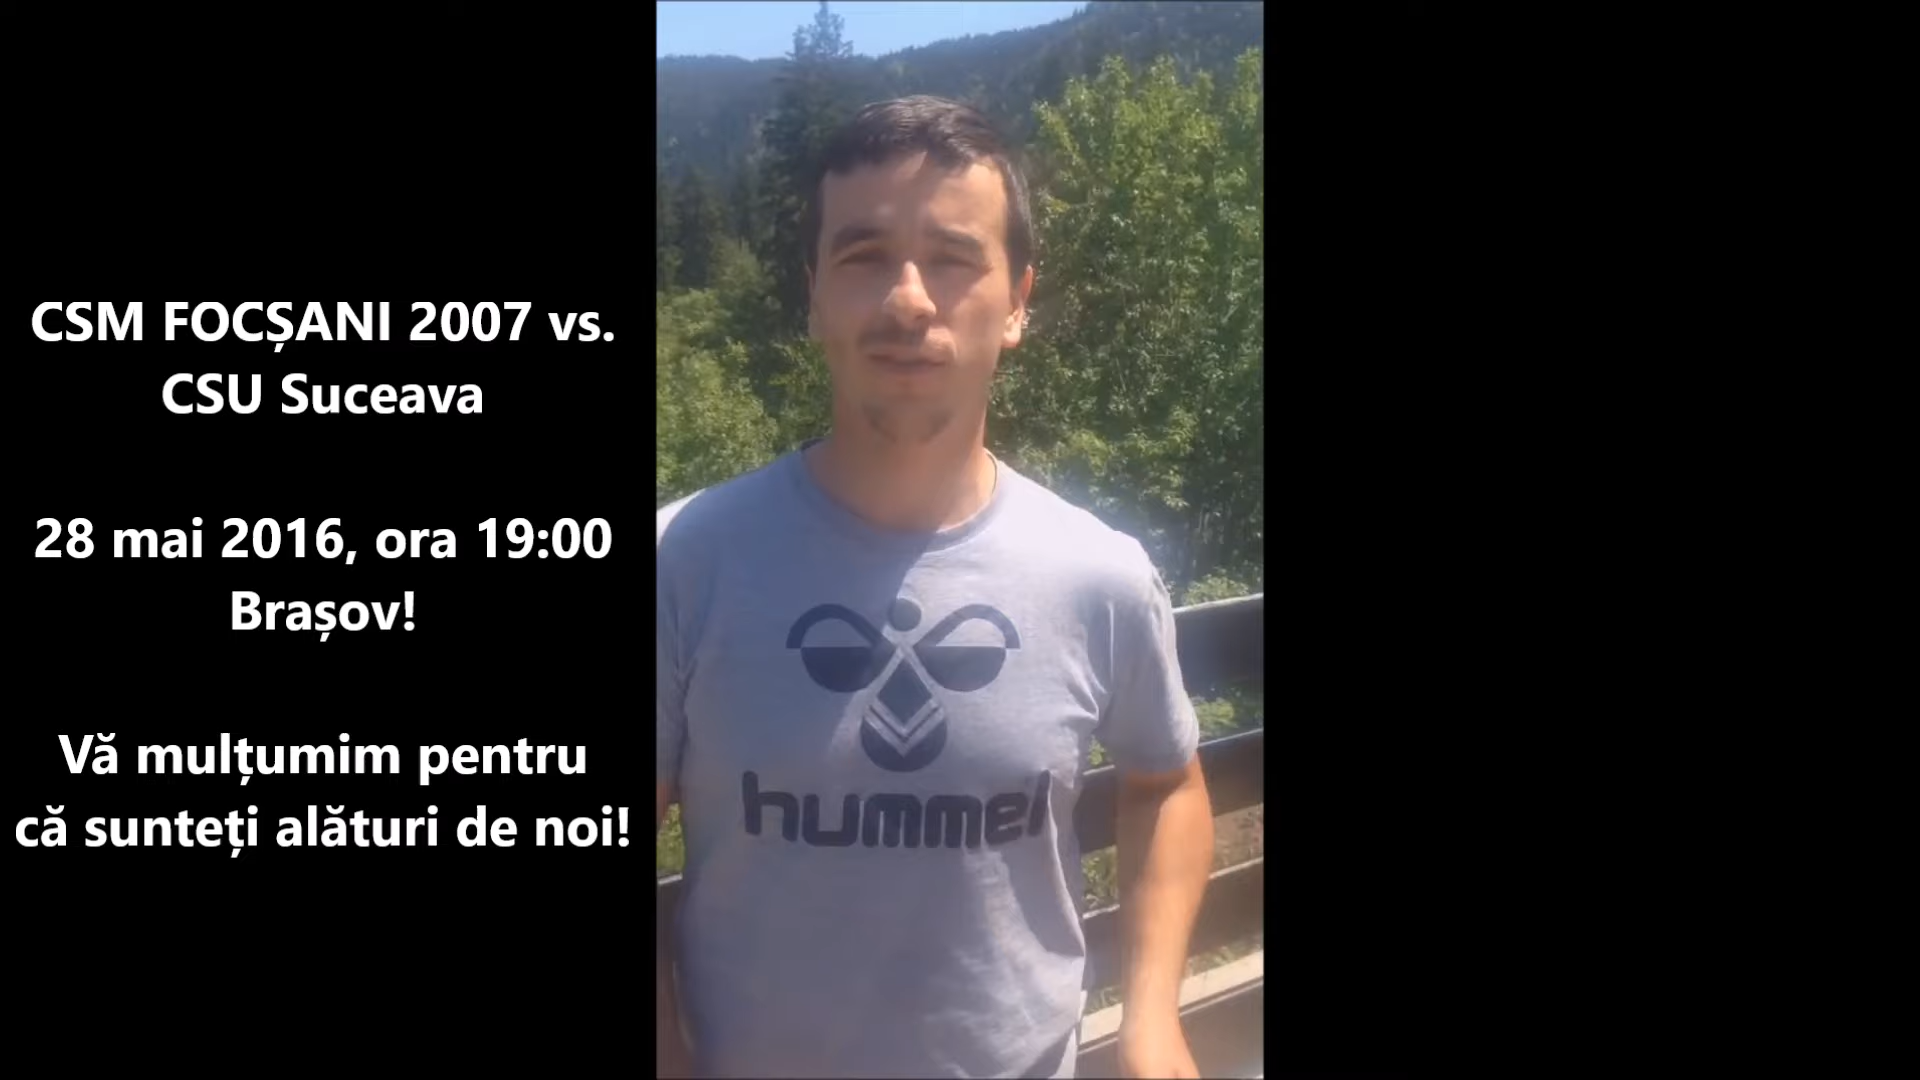 CSM FOCȘANI 2007 vs.
CSU Suceava
28 mai 2016, ora 19:00
Brașov!
Vă mulțumim pentru
că sunteți alături de noi!
hummel